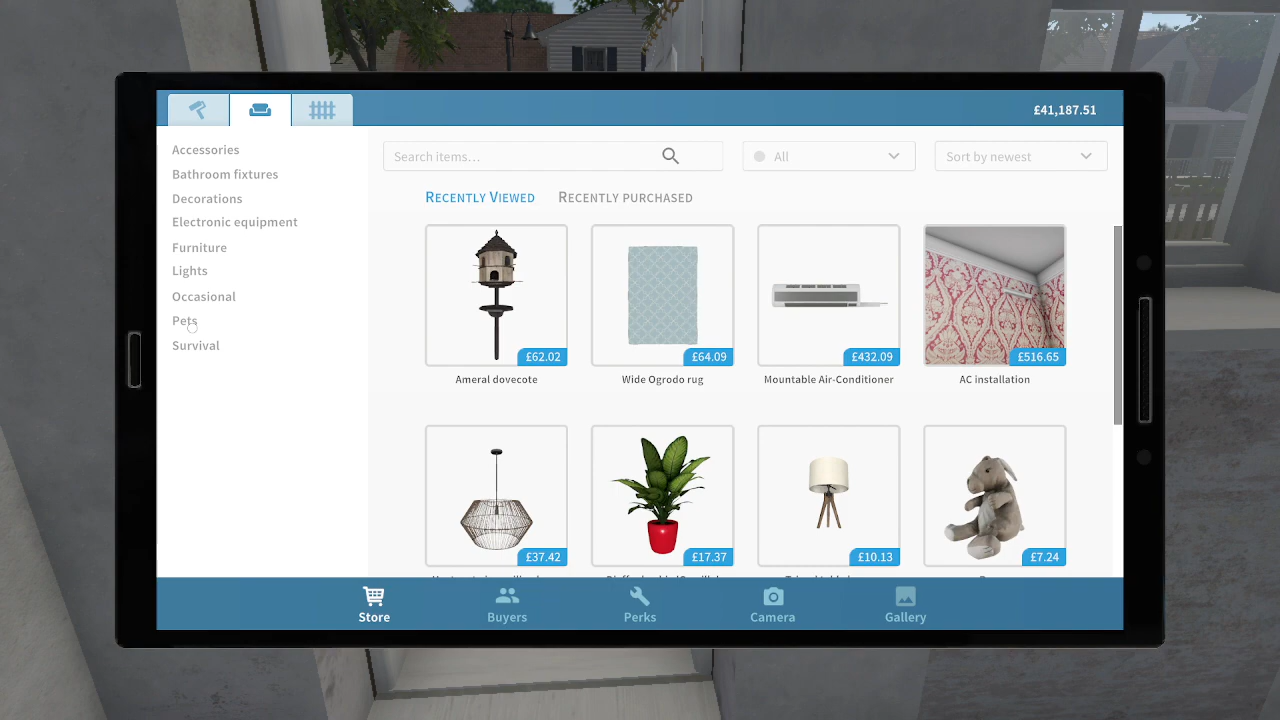 £41,187.51
Accessories
Bathroom fixtures
Decorations
Electronic equipment
Furniture
Lights
Occasional
Pets
Survival
Search items...
All
Sort by newest
RECENTLY VIEWED
RECENTLY PURCHASED
£62.02
£64.09
£432.09
£516.65
Ameral dovecote
Wide Ogrodo rug
Mountable Air-Conditioner
AC installation
£37.42
£17.37
£10.13
£7.24
Store
Buyers
Perks
Camera
Gallery